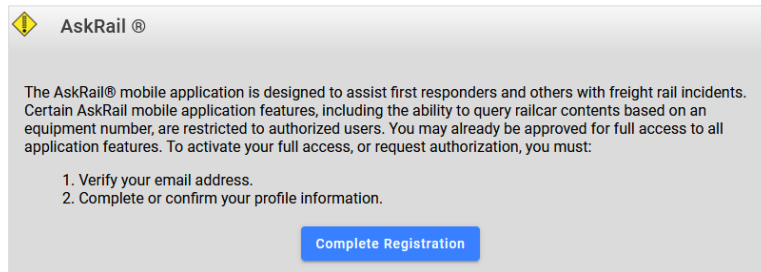 AskRail ®
The AskRail® mobile application is designed to assist first responders and others with freight rail incidents.
Certain AskRail mobile application features, including the ability to query railcar contents based on an
equipment number, are restricted to authorized users. You may already be approved for full access to all
application features. To activate your full access, or request authorization, you must:
1. Verify your email address.
2. Complete or confirm your profile information.
Complete Registration